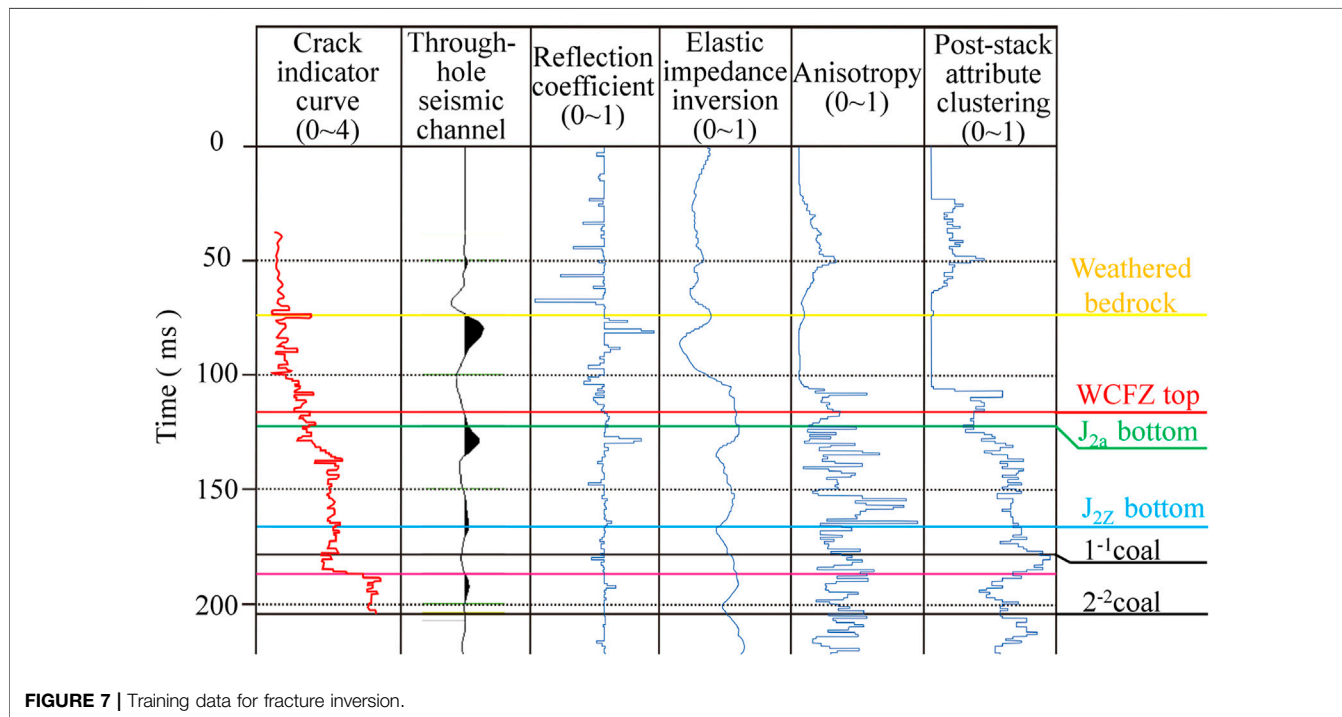 Crack
indicator
curve
(0~4)
Through-
hole
seismic
channel
Reflection
coefficient
(0~1)
Elastic
impedance
inversion
(0~1)
Anisotropy
(0~1)
Post-stack
attribute
clustering
(0~1)
0
50
100
150
200
Time ( ms )
Weathered
bedrock
WCFZ top
J2a bottom
J2Z bottom
1-1coal
2-2coal
FIGURE 7 | Training data for fracture inversion.